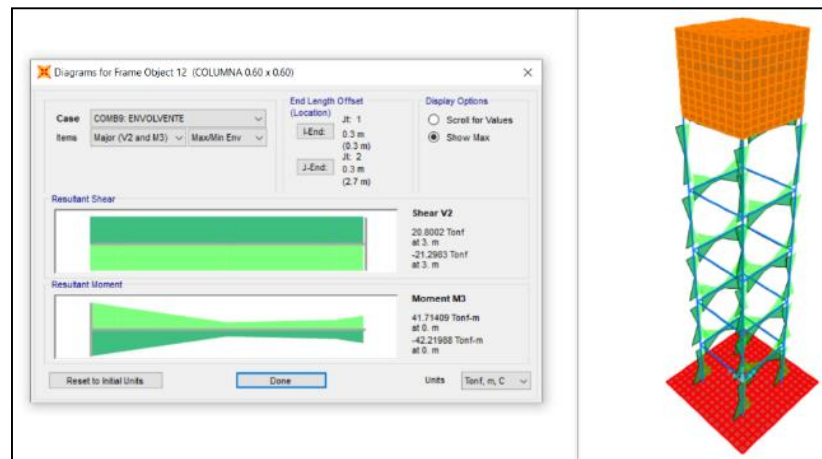 Diagrams for Frame Object 12 (COLUMNA 0.60 x 0.60)
Case COMB9: ENVOLVENTE
Items Major (V2 and M3) Max/Min Env
End Length Offset
(Location)
Jt: 1
I-End: 0.3 m
(0.3 m)
Jt: 2
J-End: 0.3 m
(2.7 m)
Display Options
Scroll for Values
Show Max
Resultant Shear
Shear V2
20.8002 Tonf
at 3. m
-21.2983 Tonf
at 3. m
Resultant Moment
Moment M3
41.71409 Tonf-m
at 0. m
-42.21988 Tonf-m
at 0. m
Reset to Initial Units
Done
Units Tonf, m, C